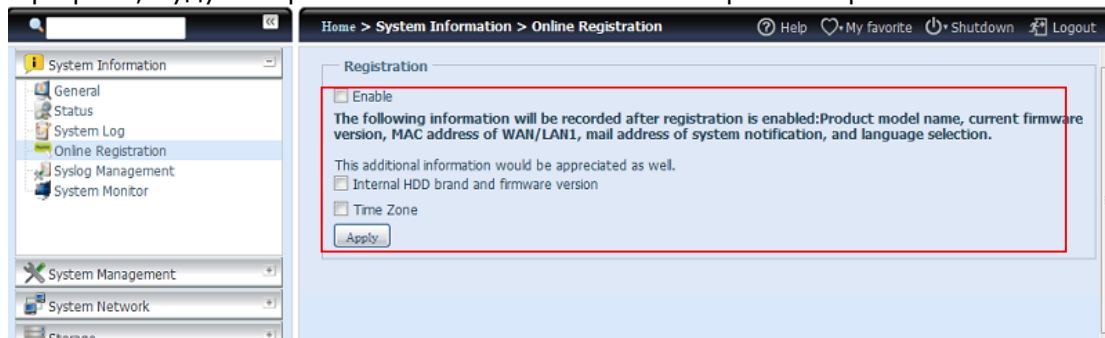 Home > System Information > Online Registration
Help My favorite Shutdown Logout
System Information
General
Status
System Log
Online Registration
Syslog Management
System Monitor
System Management
System Network
Storage
Registration
Enable
The following information will be recorded after registration is enabled:Product model name, current firmware
version, MAC address of WAN/LAN1, mail address of system notification, and language selection.
This additional information would be appreciated as well.
Internal HDD brand and firmware version
Time Zone
Apply